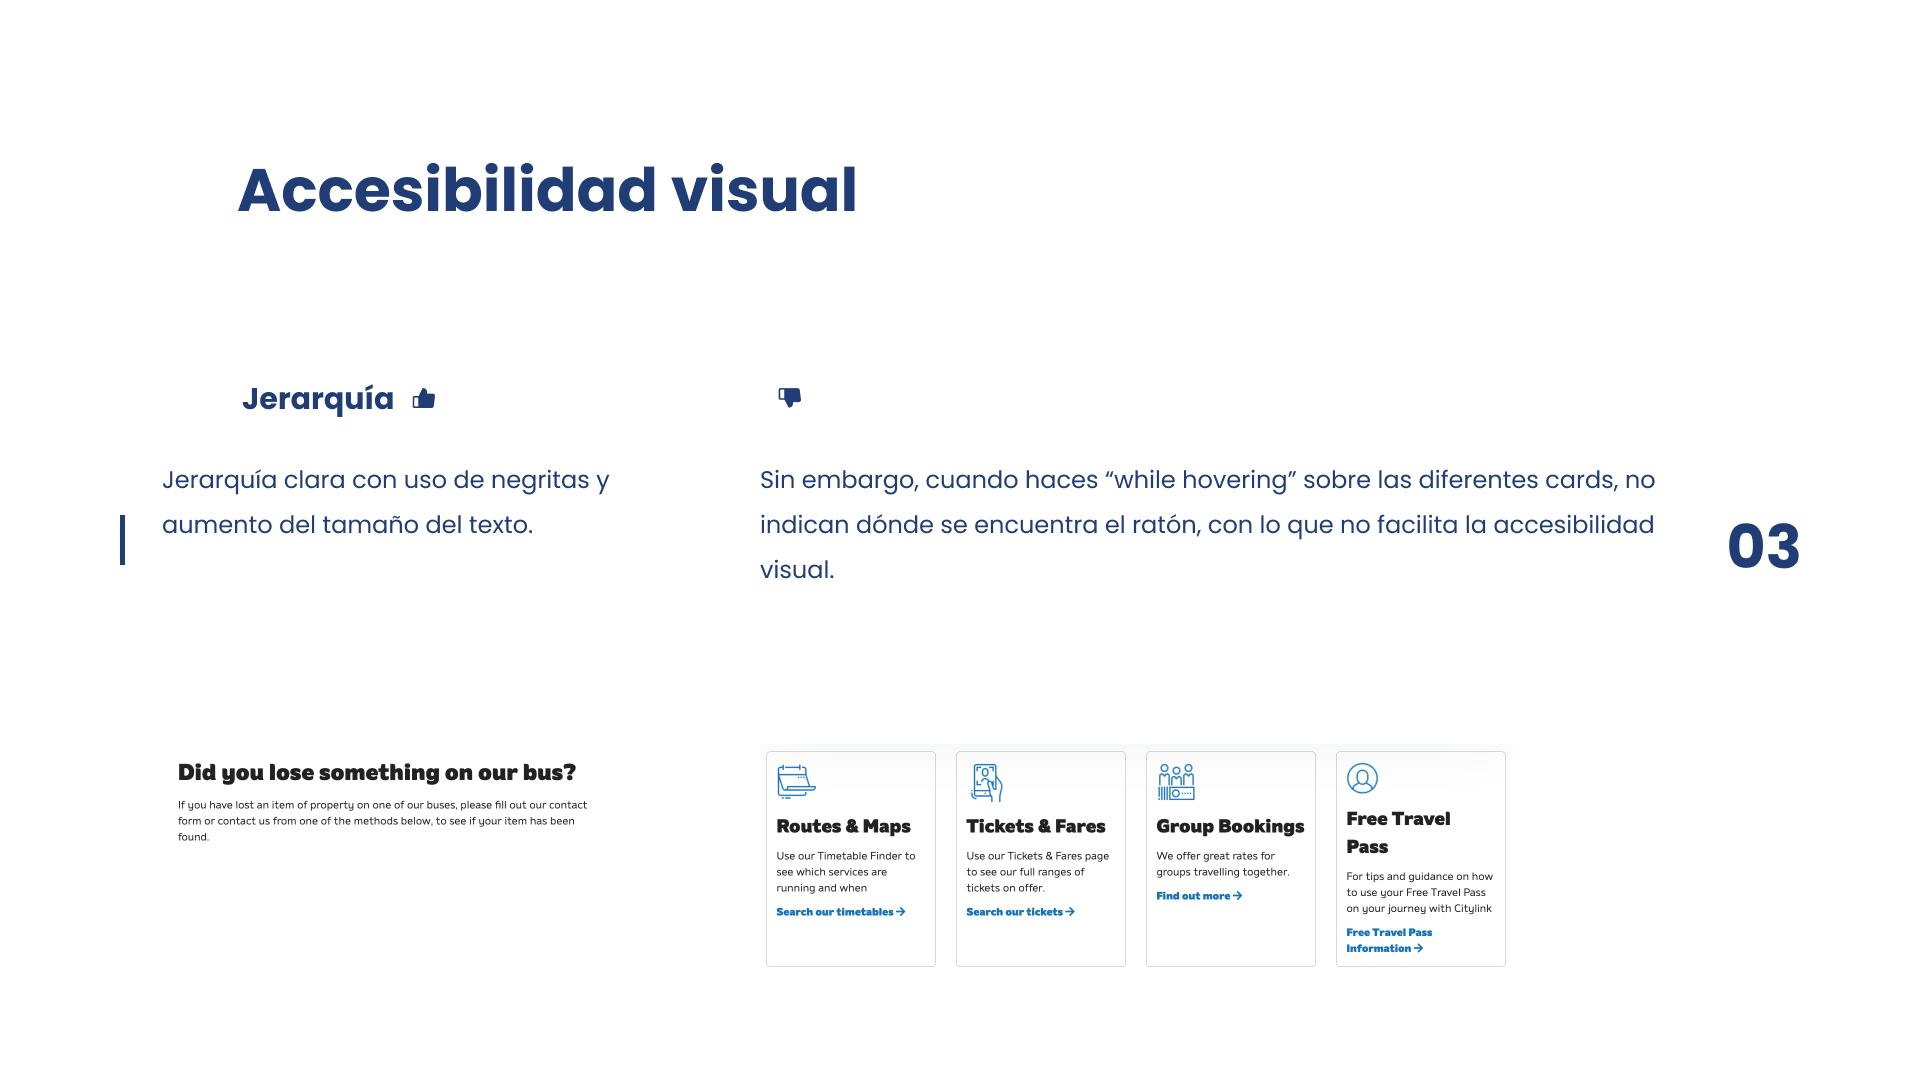 Accesibilidad visual
Jerarquía
Jerarquía clara con uso de negritas y
aumento del tamaño del texto.
Sin embargo, cuando haces “while hovering” sobre las diferentes cards, no
indican dónde se encuentra el ratón, con lo que no facilita la accesibilidad
visual.
03
Did you lose something on our bus?
If you have lost an item of property on one of our buses, please fill out our contact
form or contact us from one of the methods below, to see if your item has been
found.
Routes & Maps
Use our Timetable Finder to
see which services are
running and when
Search our timetables →
Tickets & Fares
Use our Tickets & Fares page
to see our full ranges of
tickets on offer.
Search our tickets →
Group Bookings
We offer great rates for
groups travelling together.
Find out more →
Free Travel
Pass
For tips and guidance on how
to use your Free Travel Pass
on your journey with Citylink
Free Travel Pass
Information →